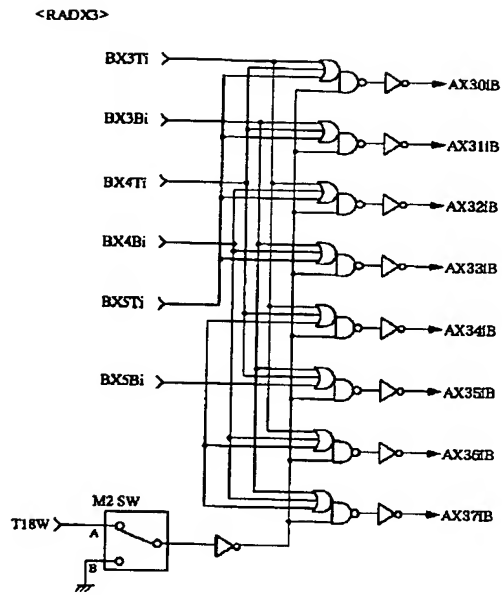 <RADX3>
BX3Ti
AX30iB
BX3Bi
AX31iB
BX4Ti
AX32iB
BX4Bi
AX33iB
BX5Ti
AX34iB
BX5Bi
AX35iB
AX36iB
AX37iB
M2 SW
T18W
A
B